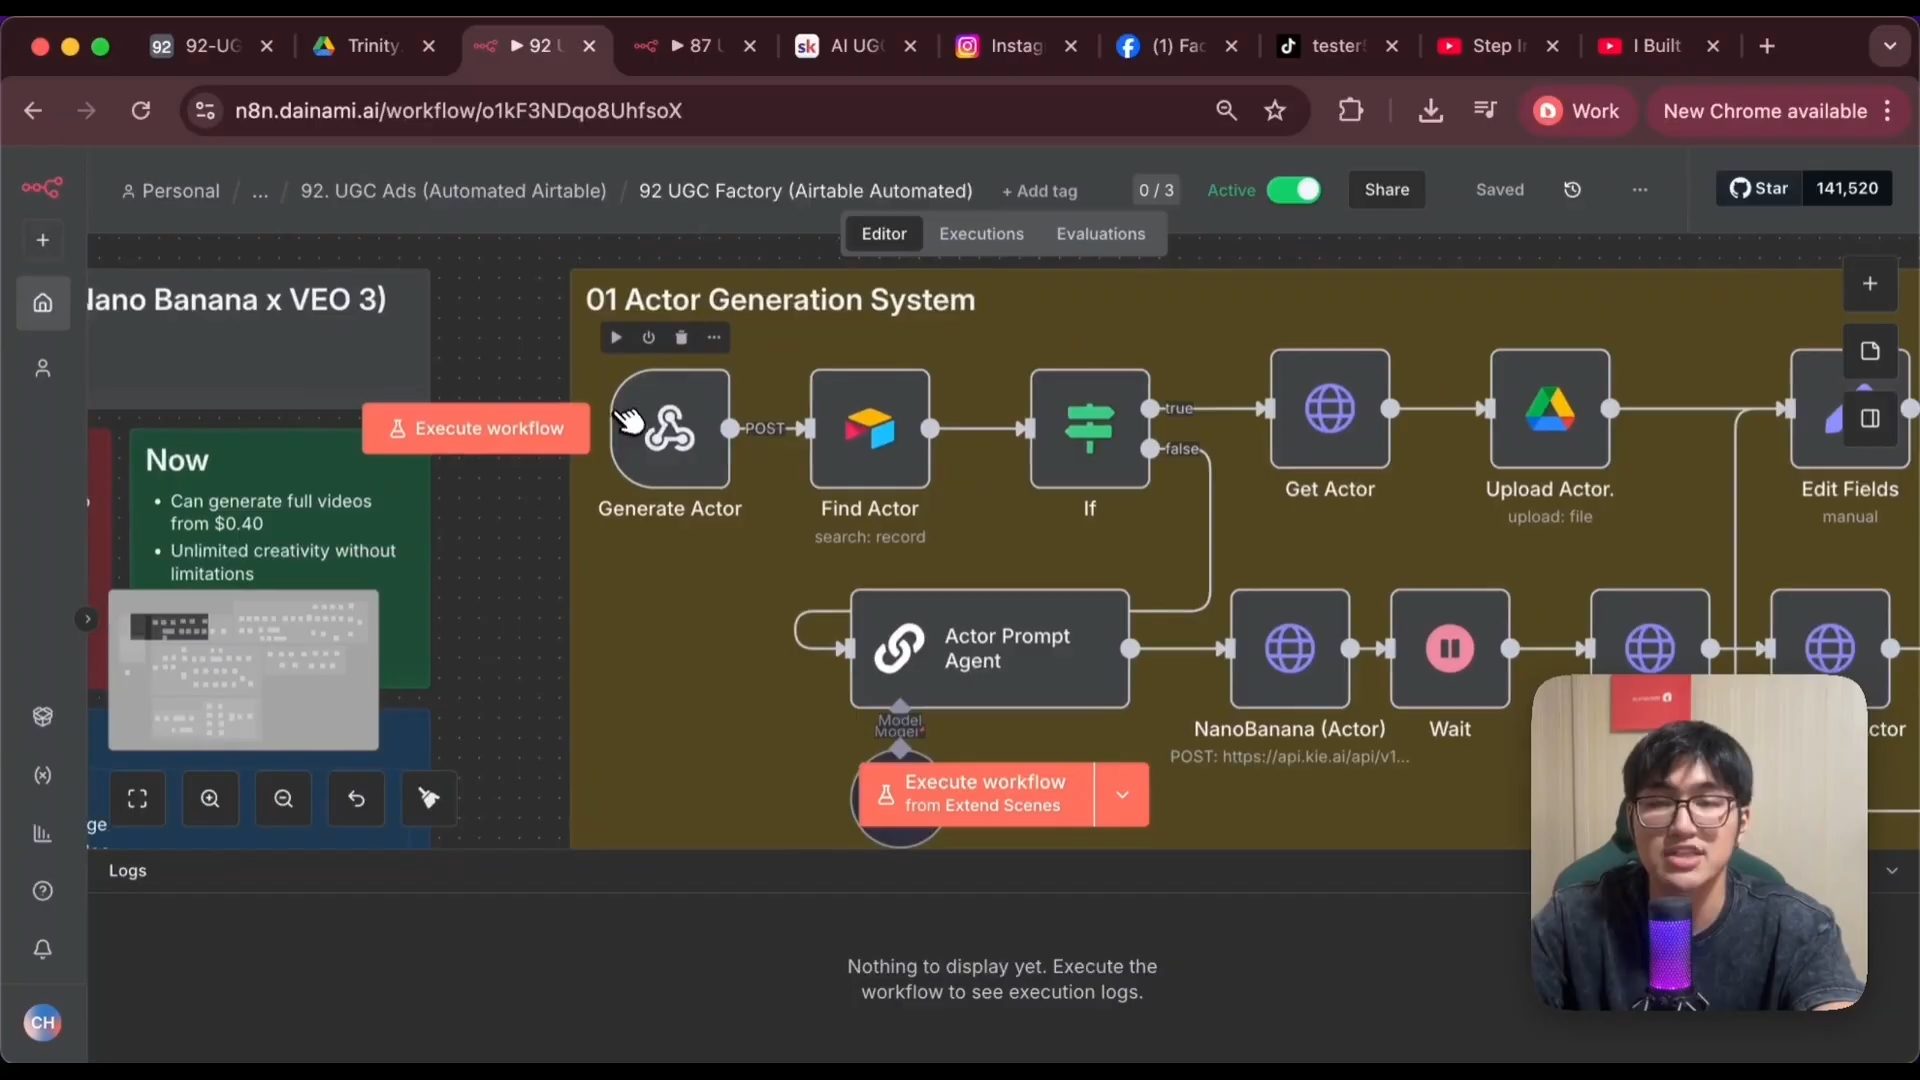 92 92-UG
Trinity
▶ 92 U
▶ 87 U
sk AI UG
Instag
(1) Fac
tester
Step I
I Built
n8n.dainami.ai/workflow/o1kF3NDqo8UhfsoX
Work
New Chrome available
Personal / ... / 92. UGC Ads (Automated Airtable) / 92 UGC Factory (Airtable Automated)
+ Add tag
0 / 3
Active
Share
Saved
...
Star 141,520
Editor
Executions
Evaluations
Nano Banana x VEO 3)
01 Actor Generation System
Execute workflow
POST
true
false
Generate Actor
Find Actor
search: record
If
Get Actor
Upload Actor.
upload: file
Edit Fields
manual
Now
• Can generate full videos
from $0.40
• Unlimited creativity without
limitations
Actor Prompt
Agent
Model
Model*
NanoBanana (Actor)
POST: https://api.kie.ai/api/v1...
Wait
ctor
Execute workflow
from Extend Scenes
ge
Logs
Nothing to display yet. Execute the
workflow to see execution logs.
CH